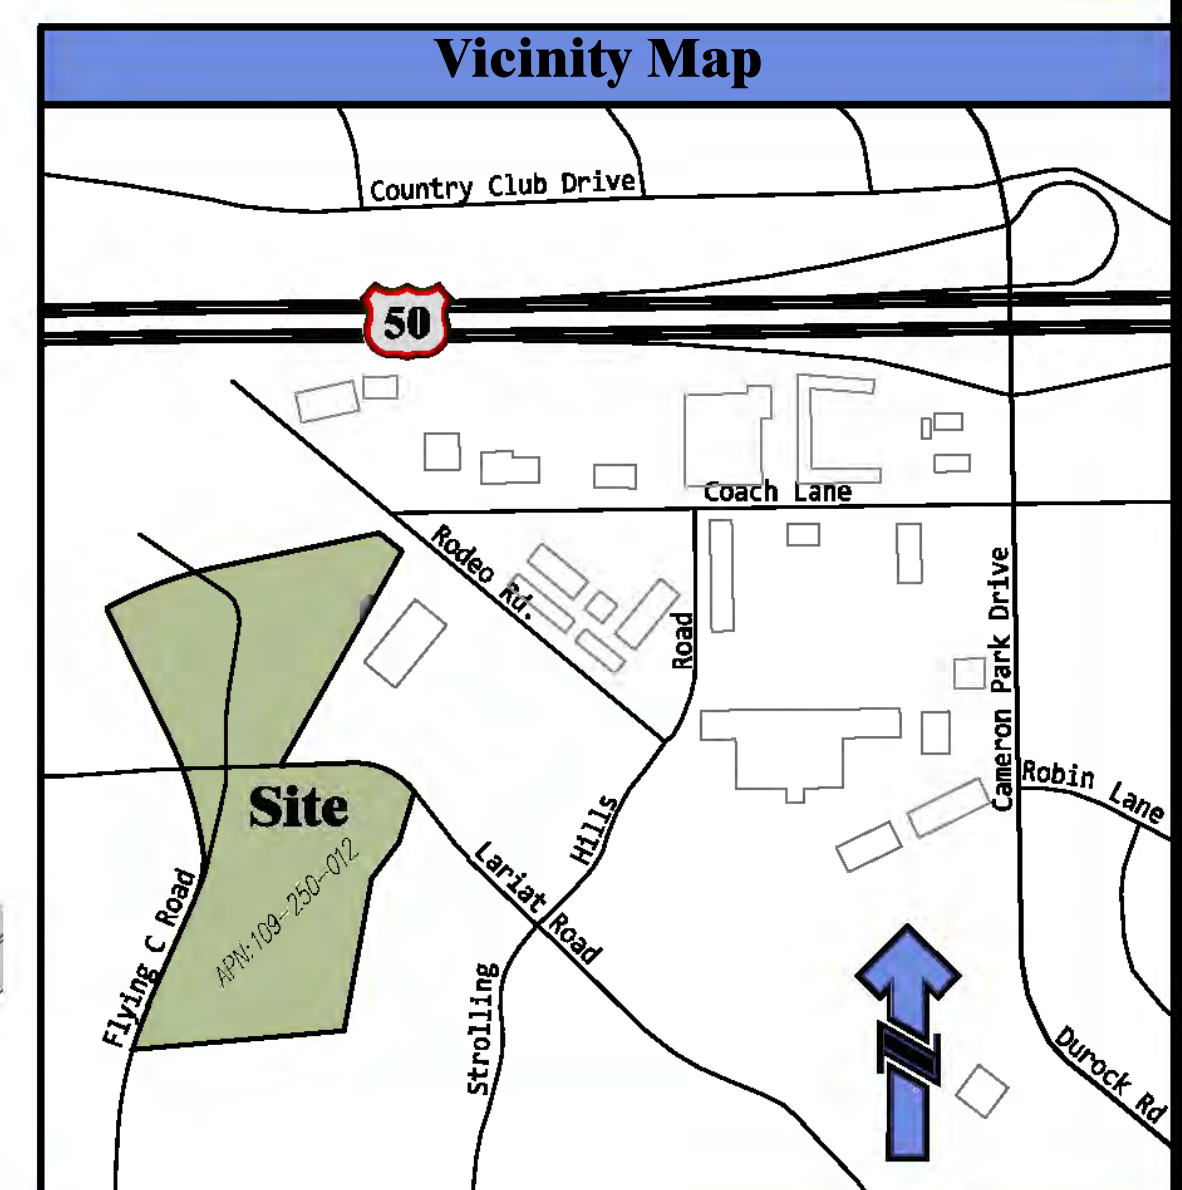 Vicinity Map
Country Club Drive
50
Coach Lane
Rodeo Rd.
Road
Cameron Park Drive
Robin Lane
Site
Hills
Lariat Road
APN: 109-250-012
Flying C Road
Strolling
N
Durock Rd